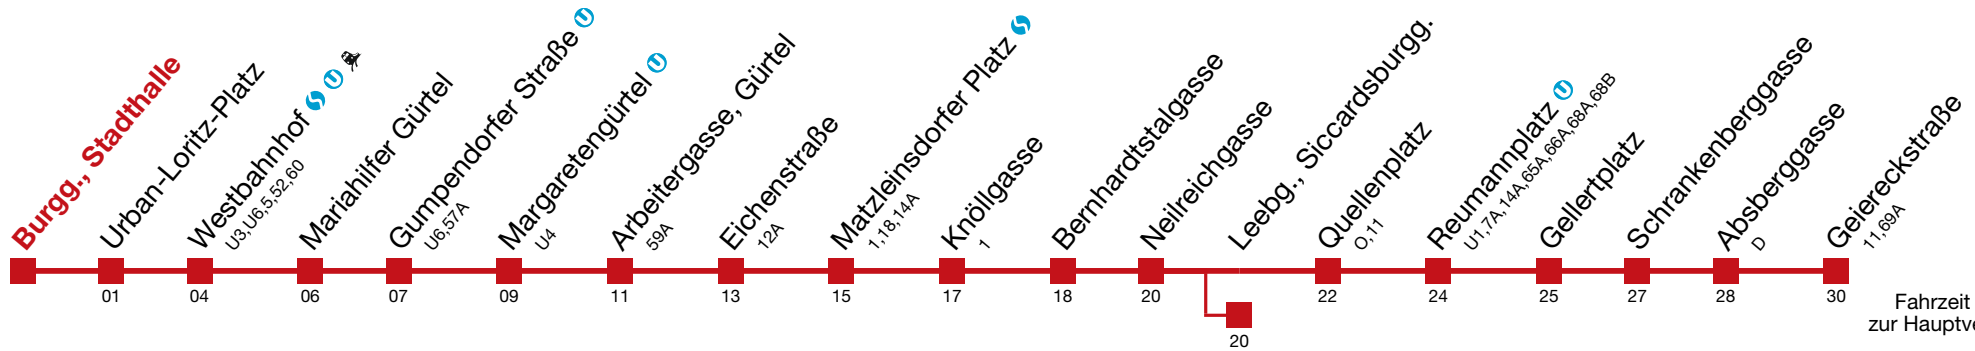 Burgg., Stadthalle
Urban-Loritz-Platz
01
Westbahnhof
U3,U6,5,52,60
04
Mariahilfer Gürtel
06
Gumpendorfer Straße
U6,57A
07
Margaretengürtel
U4
09
Arbeitergasse, Gürtel
59A
11
Eichenstraße
12A
13
Matzleinsdorfer Platz
1,18,14A
15
Knöllgasse
1
17
Bernhardtstalgasse
18
Neilreichgasse
20
Leebg., Siccardsburgg.
20
Quellenplatz
O,11
22
Reumannplatz
U1,7A,14A,65A,66A,68A,68B
24
Gellertplatz
25
Schrankenberggasse
27
Absberggasse
D
28
Geiereckstraße
11,69A
30
Fahrzeit
zur Hauptve